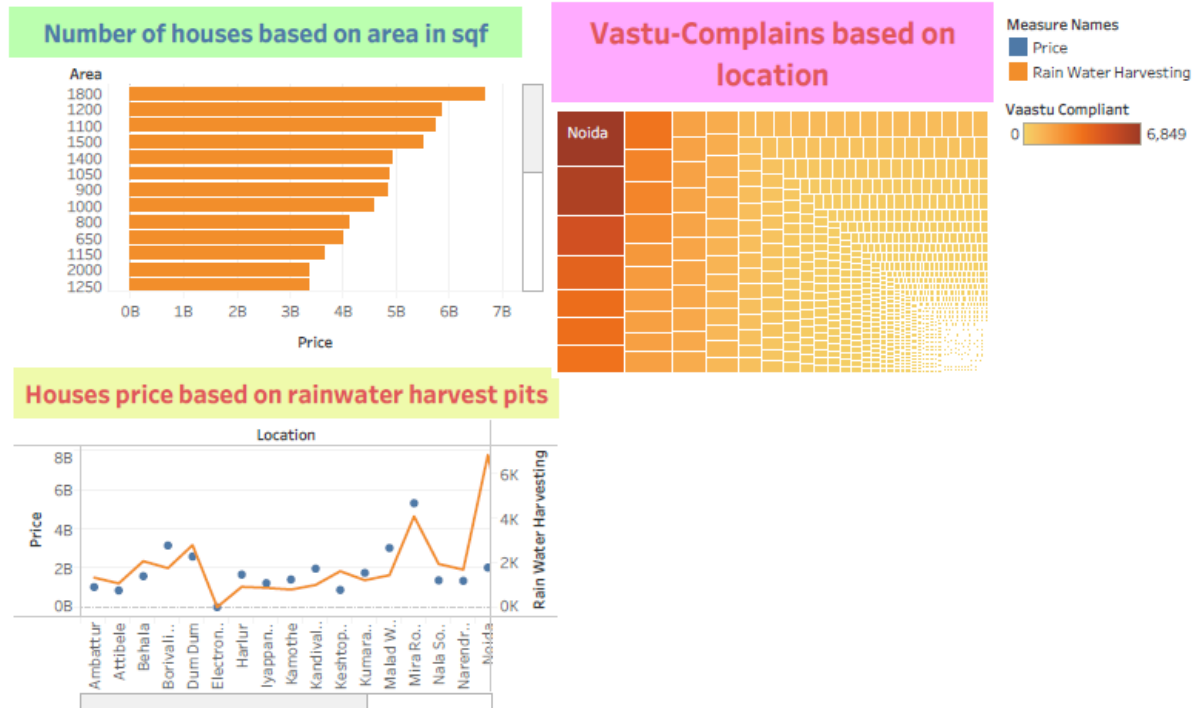 Number of houses based on area in sqf
Area
1800
1200
1100
1500
1400
1050
900
1000
800
650
1150
2000
1250
0B 1B 2B 3B 4B 5B 6B 7B
Price
Vastu-Complains based on
location
Noida
Measure Names
Price
Rain Water Harvesting
Vaastu Compliant
0 6,849
Houses price based on rainwater harvest pits
Location
8B
6B
4B
2B
0B
Price
6K
4K
2K
0K
Rain Water Harvesting
Ambattur
Attibele
Behala
Borivali..
Dum Dum
Electron..
Harlur
Iyappan..
Kamothe
Kandival..
Keshtop..
Kumara..
Malad W..
Mira Ro..
Nala So..
Narendr..
Noida